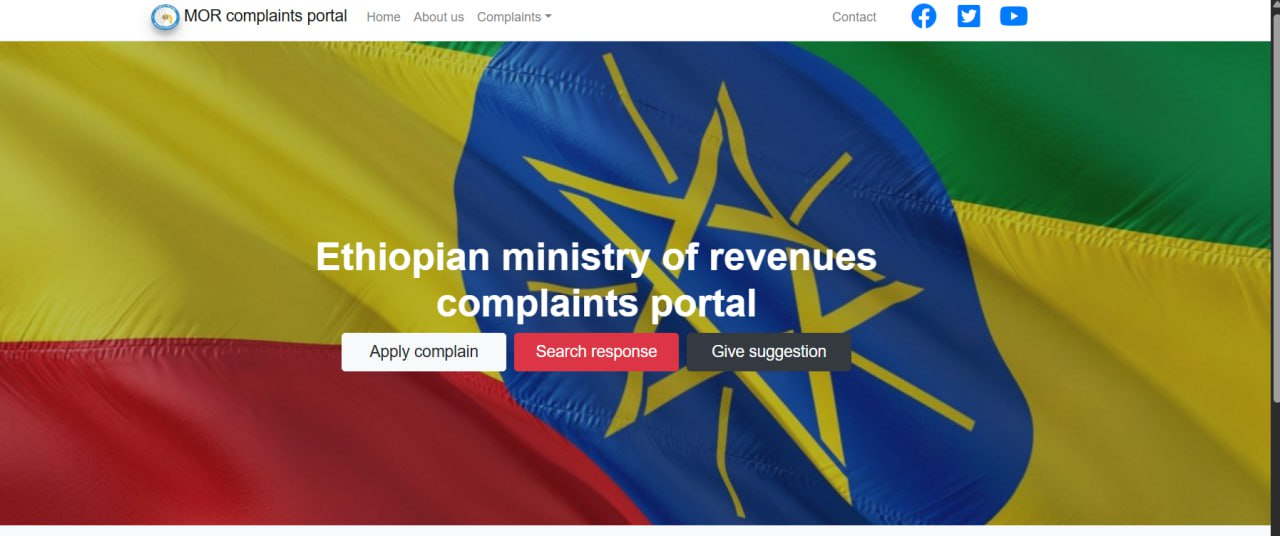 MOR complaints portal Home About us Complaints Contact
Ethiopian ministry of revenues
complaints portal
Apply complain Search response Give suggestion